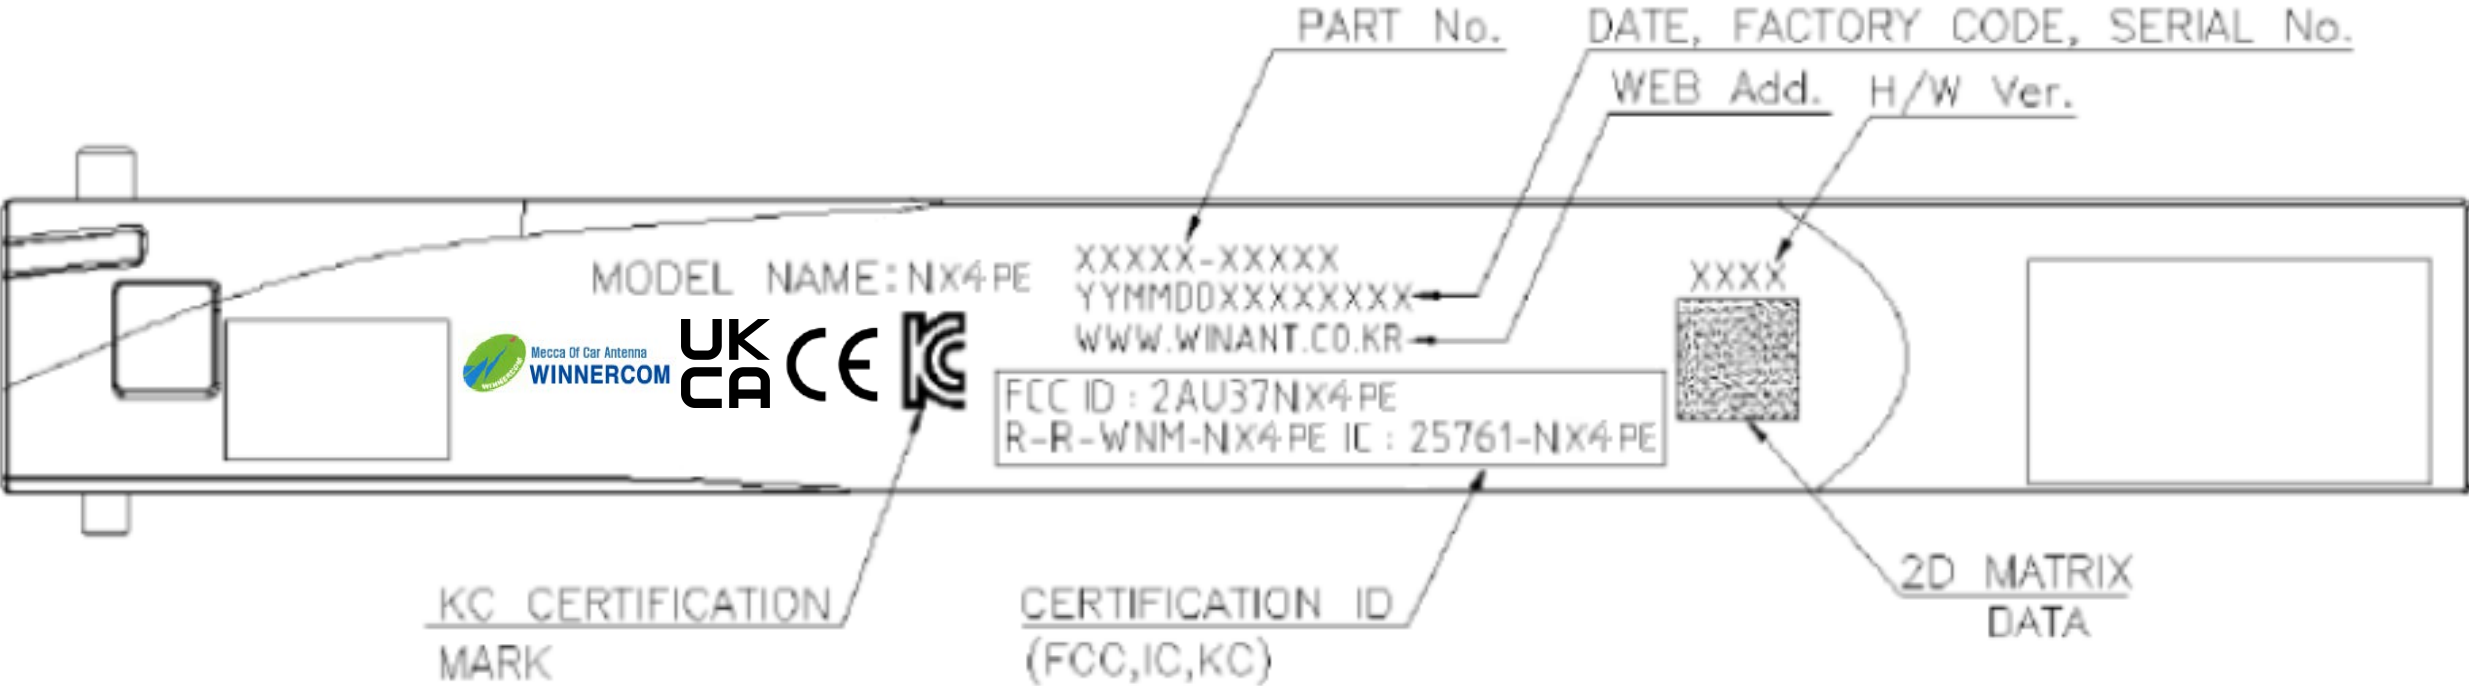 PART No.
DATE, FACTORY CODE, SERIAL No.
WEB Add.
H/W Ver.
MODEL NAME:NX4PE
XXXXX-XXXXX
YYMMDDXXXXXXXX
WWW.WINANT.CO.KR
XXXX
Mecca Of Car Antenna
WINNERCOM
WINNERCOM
UK
CA
CE
KC
FCC ID : 2AU37NX4PE
R-R-WNM-NX4PE IC : 25761-NX4PE
KC CERTIFICATION
MARK
CERTIFICATION ID
(FCC,IC,KC)
2D MATRIX
DATA